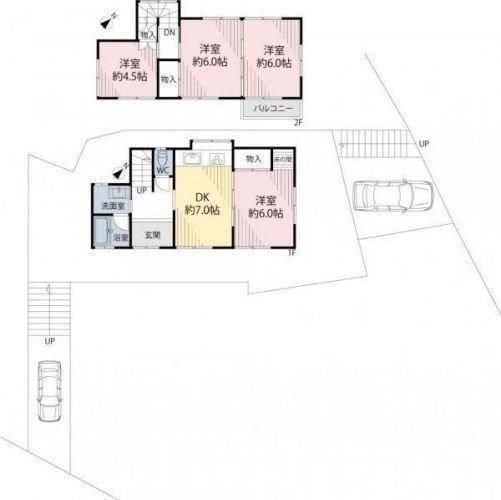 物入
DN
洋室
約4.5帖
物入
洋室
約6.0帖
洋室
約6.0帖
バルコニー
2F
UP
WC
UP
洗面室
浴室
玄関
DK
約7.0帖
物入
床の間
洋室
約6.0帖
1F
UP